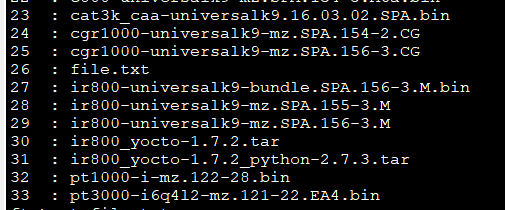 23 : cat3k_caa-universalk9.16.03.02.SPA.bin
24 : cgr1000-universalk9-mz.SPA.154-2.CG
25 : cgr1000-universalk9-mz.SPA.156-3.CG
26 : file.txt
27 : ir800-universalk9-bundle.SPA.156-3.M.bin
28 : ir800-universalk9-mz.SPA.155-3.M
29 : ir800-universalk9-mz.SPA.156-3.M
30 : ir800_yocto-1.7.2.tar
31 : ir800_yocto-1.7.2_python-2.7.3.tar
32 : pt1000-i-mz.122-28.bin
33 : pt3000-i6q4l2-mz.121-22.EA4.bin